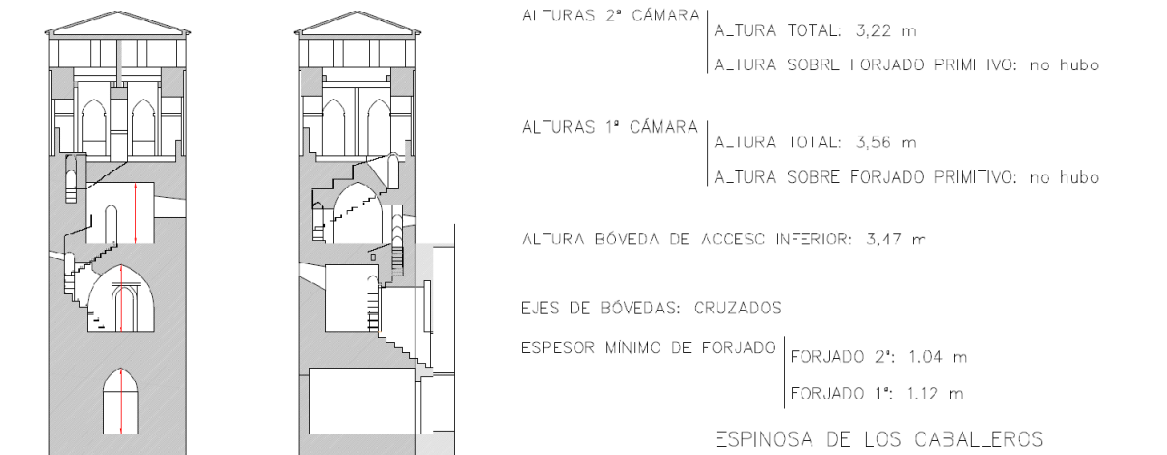 ALTURAS 2ª CÁMARA
ALTURA TOTAL: 3,22 m
ALTURA SOBRE FORJADO PRIMITIVO: no hubo
ALTURAS 1ª CÁMARA
ALTURA TOTAL: 3,56 m
ALTURA SOBRE FORJADO PRIMITIVO: no hubo
ALTURA BÓVEDA DE ACCESO INFERIOR: 3,47 m
EJES DE BÓVEDAS: CRUZADOS
ESPESOR MÍNIMO DE FORJADO
FORJADO 2ª: 1.04 m
FORJADO 1ª: 1.12 m
ESPINOSA DE LOS CABALLEROS